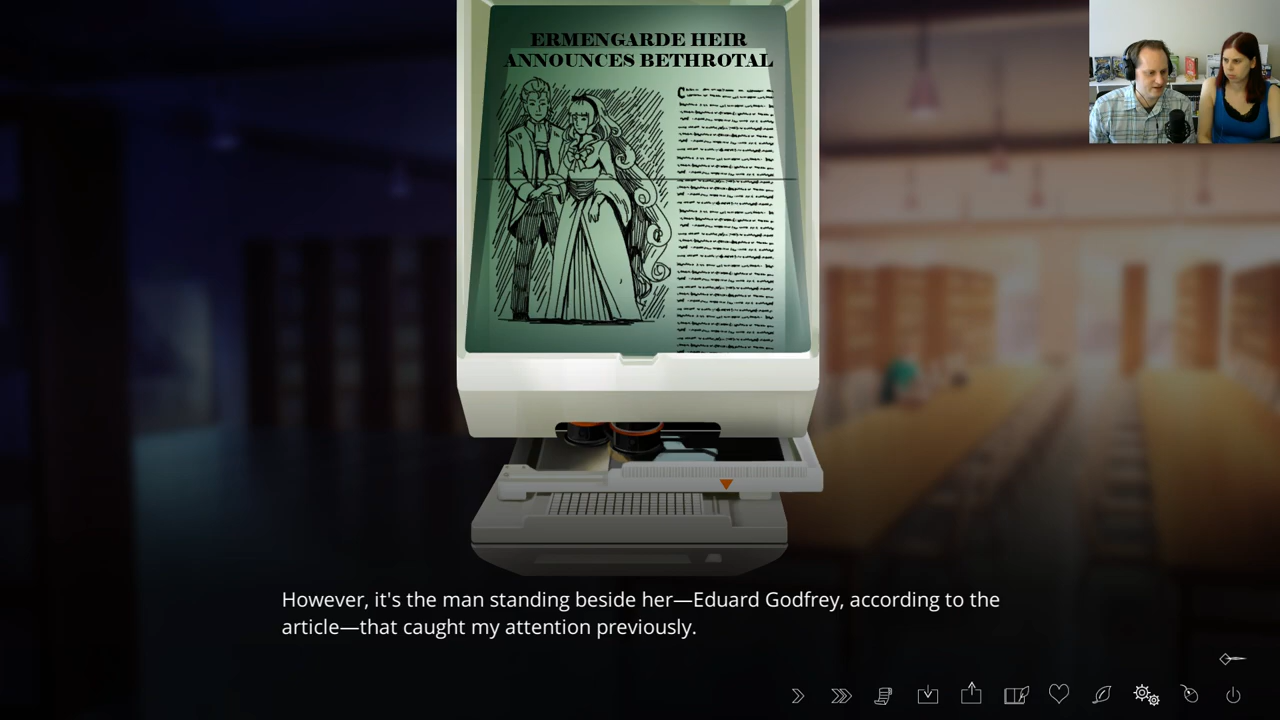 ERMENGARDE HEIR
ANNOUNCES BETHROTAL
However, it's the man standing beside her—Eduard Godfrey, according to the
article—that caught my attention previously.